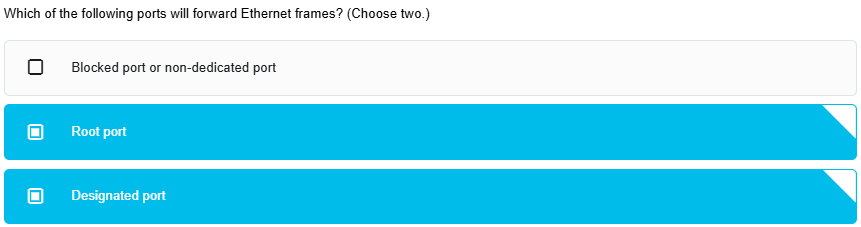 Which of the following ports will forward Ethernet frames? (Choose two.)
Blocked port or non-dedicated port
Root port
Designated port